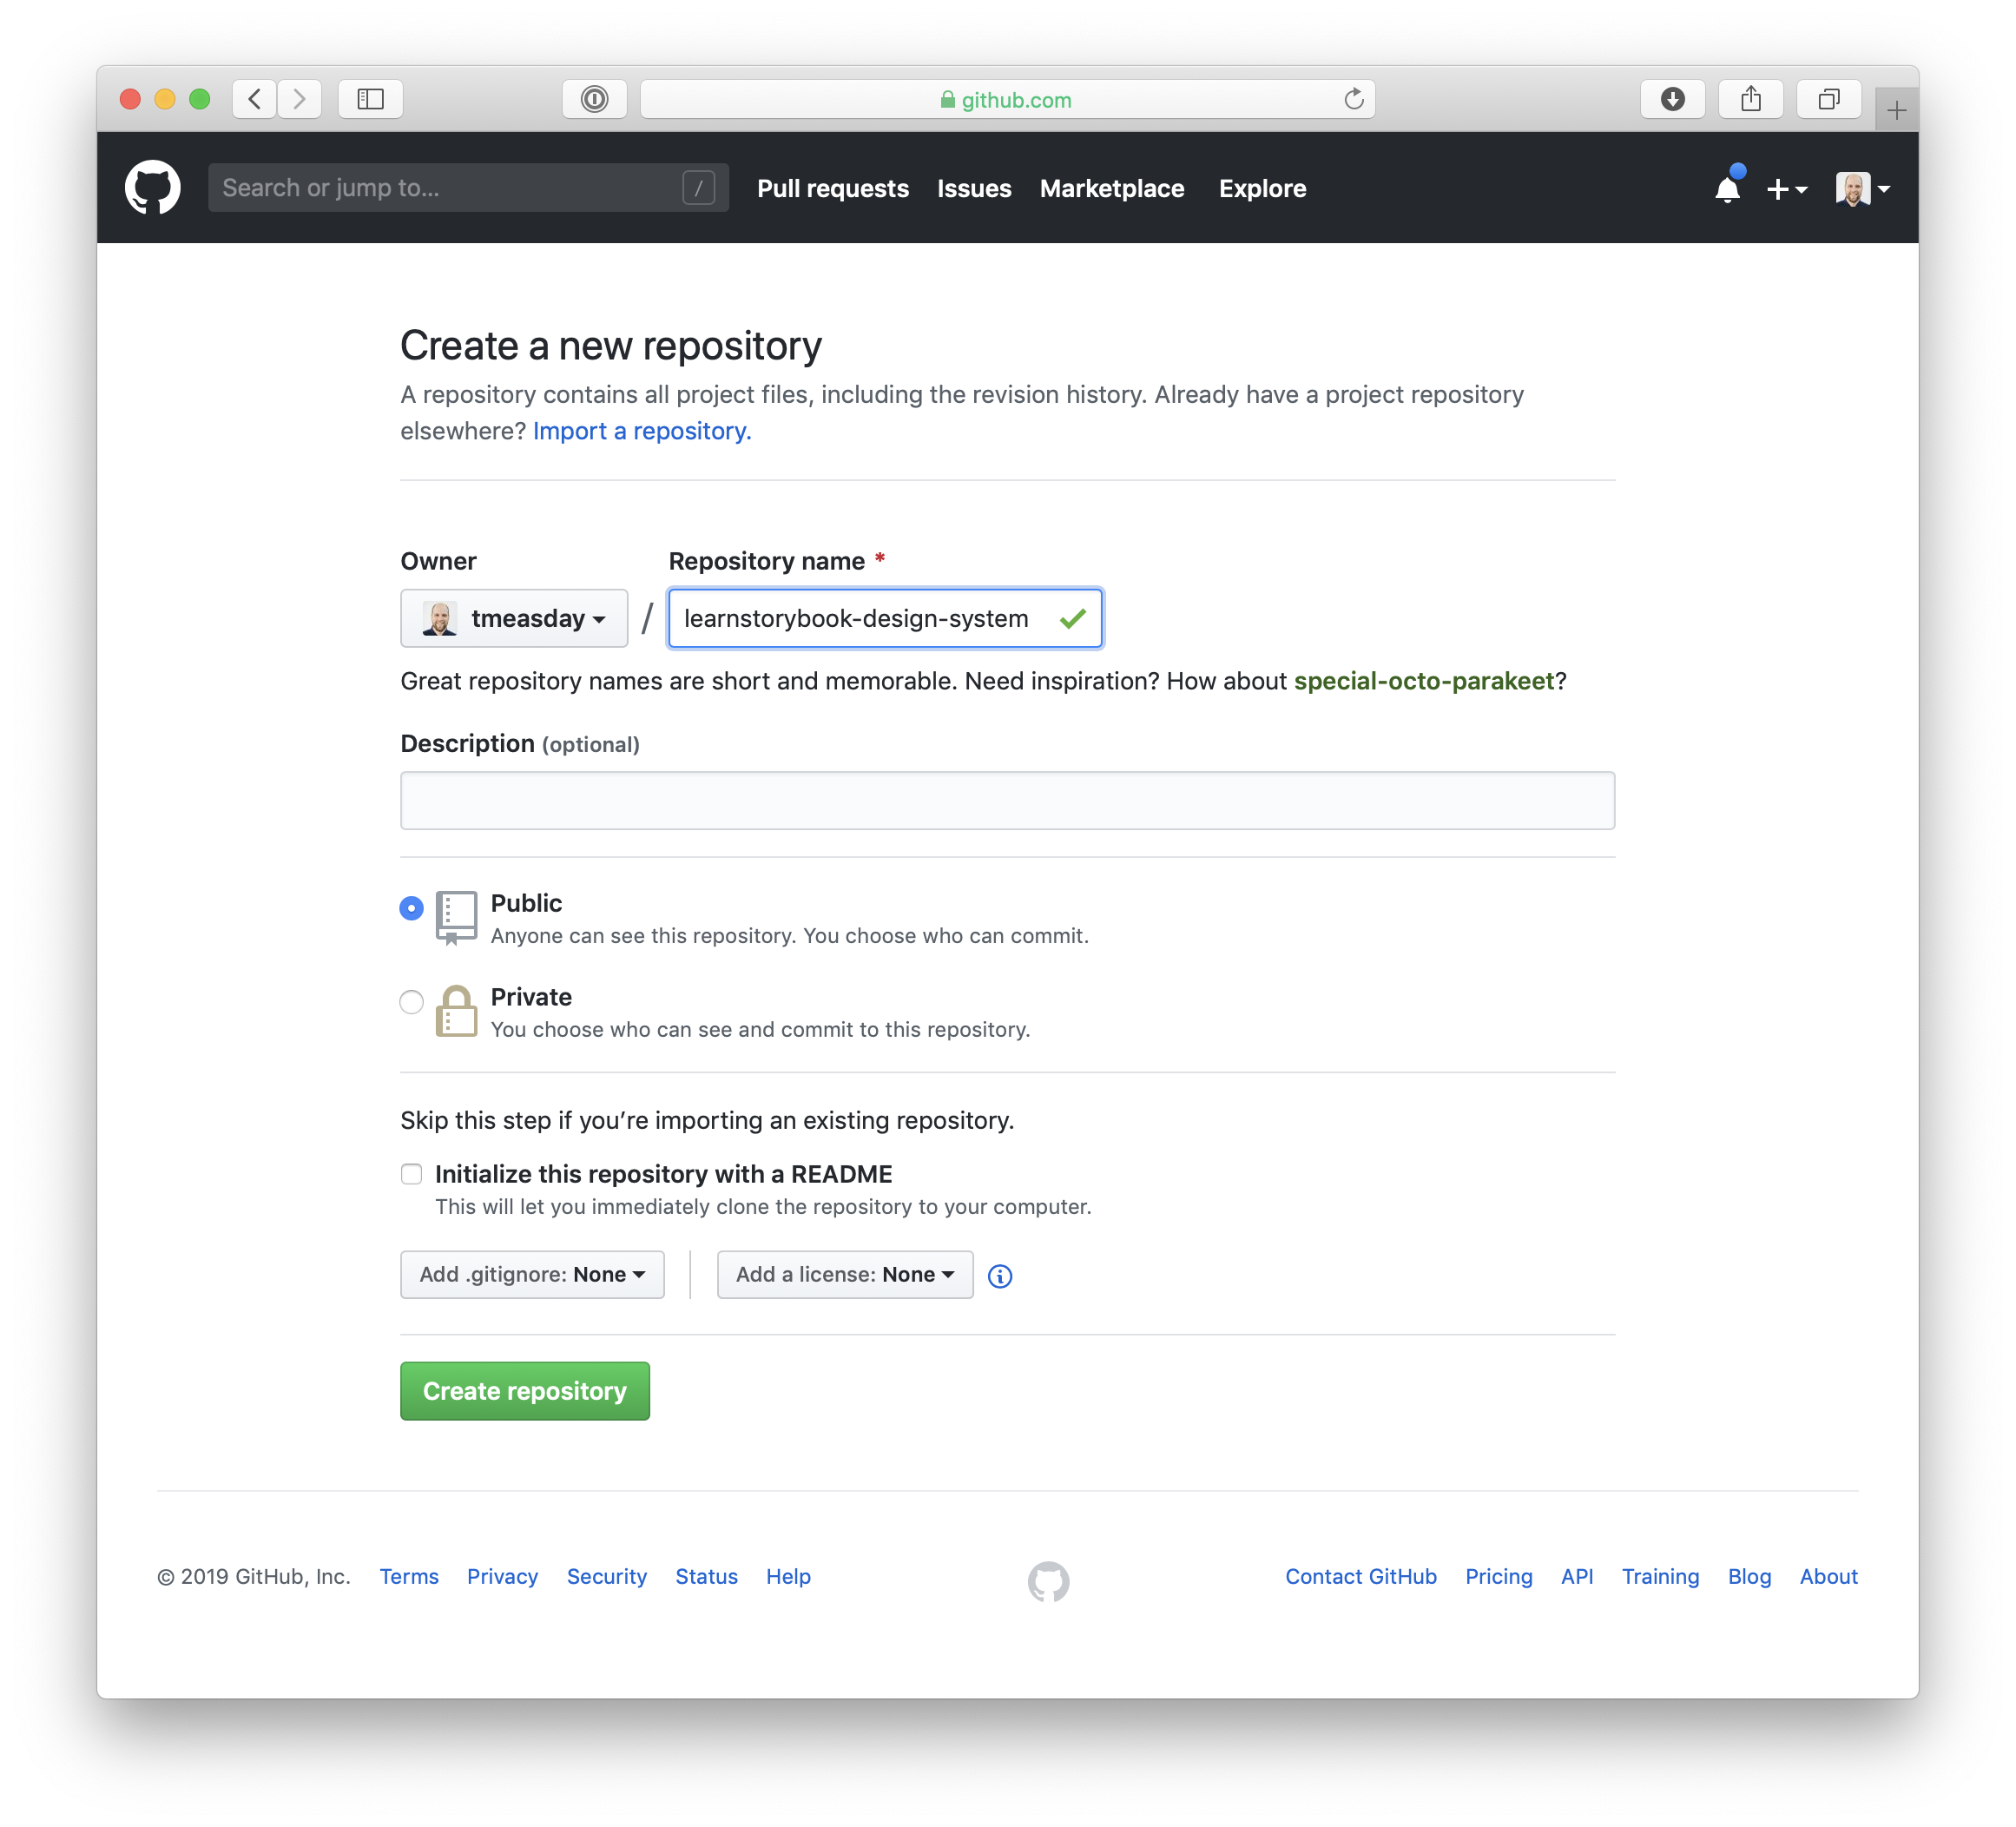 github.com
Search or jump to... /
Pull requests Issues Marketplace Explore
Create a new repository
A repository contains all project files, including the revision history. Already have a project repository
elsewhere? Import a repository.
Owner Repository name *
tmeasday / learnstorybook-design-system
Great repository names are short and memorable. Need inspiration? How about special-octo-parakeet?
Description (optional)
Public
Anyone can see this repository. You choose who can commit.
Private
You choose who can see and commit to this repository.
Skip this step if you’re importing an existing repository.
Initialize this repository with a README
This will let you immediately clone the repository to your computer.
Add .gitignore: None Add a license: None
Create repository
© 2019 GitHub, Inc. Terms Privacy Security Status Help Contact GitHub Pricing API Training Blog About